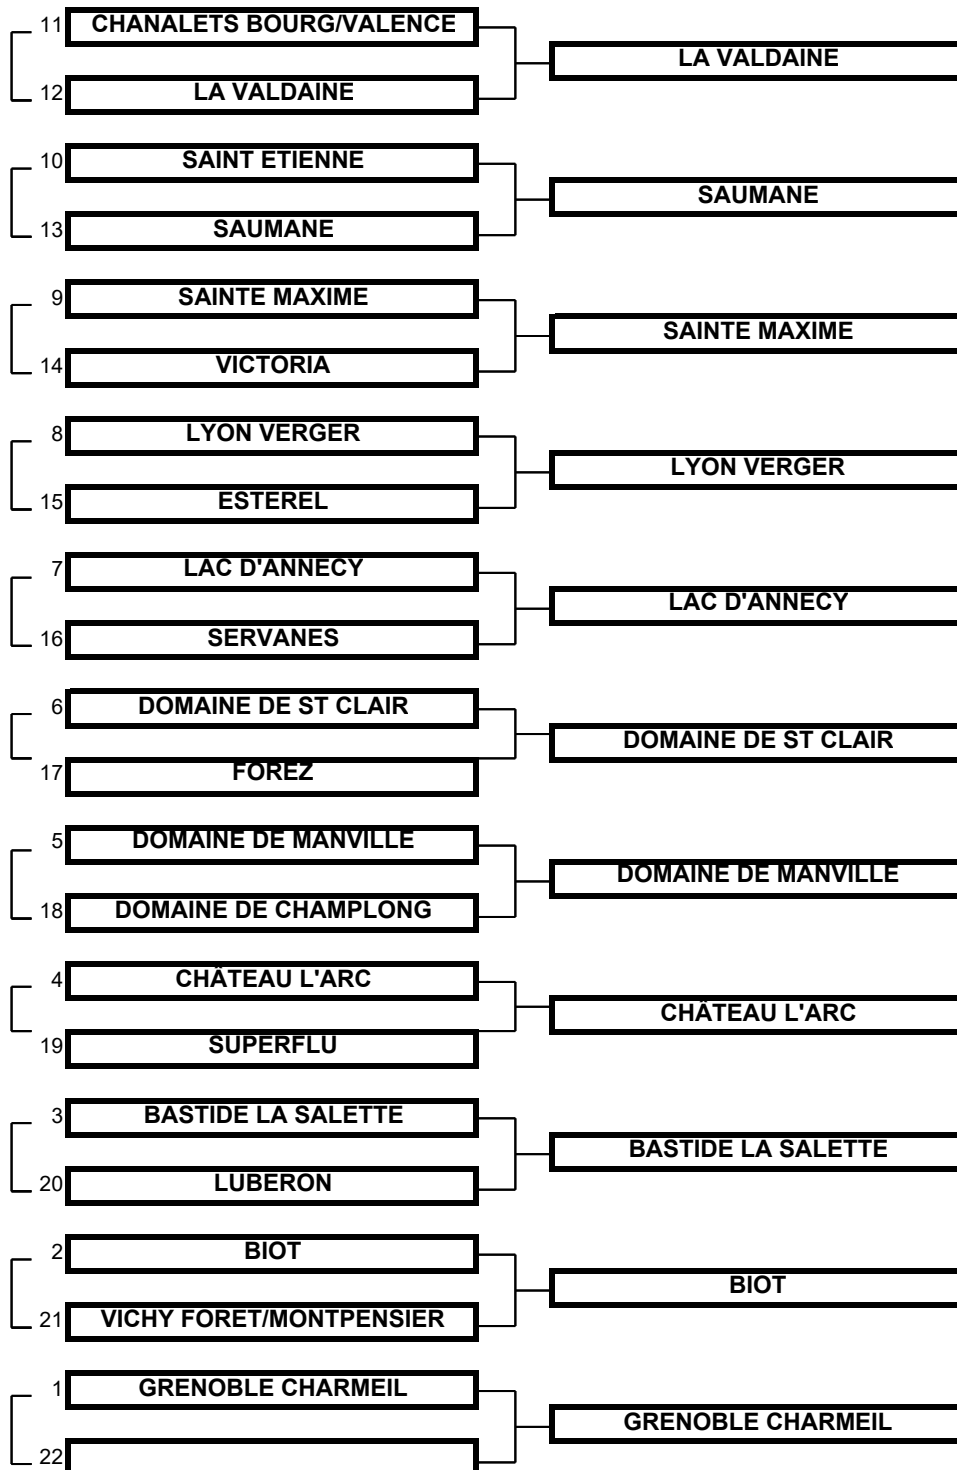 11 CHANALETS BOURG/VALENCE
LA VALDAINE
12 LA VALDAINE
10 SAINT ETIENNE
SAUMANE
13 SAUMANE
9 SAINTE MAXIME
SAINTE MAXIME
14 VICTORIA
8 LYON VERGER
LYON VERGER
15 ESTEREL
7 LAC D'ANNECY
LAC D'ANNECY
16 SERVANES
6 DOMAINE DE ST CLAIR
DOMAINE DE ST CLAIR
17 FOREZ
5 DOMAINE DE MANVILLE
DOMAINE DE MANVILLE
18 DOMAINE DE CHAMPLONG
4 CHÂTEAU L'ARC
CHÂTEAU L'ARC
19 SUPERFLU
3 BASTIDE LA SALETTE
BASTIDE LA SALETTE
20 LUBERON
2 BIOT
BIOT
21 VICHY FORET/MONTPENSIER
1 GRENOBLE CHARMEIL
GRENOBLE CHARMEIL
22